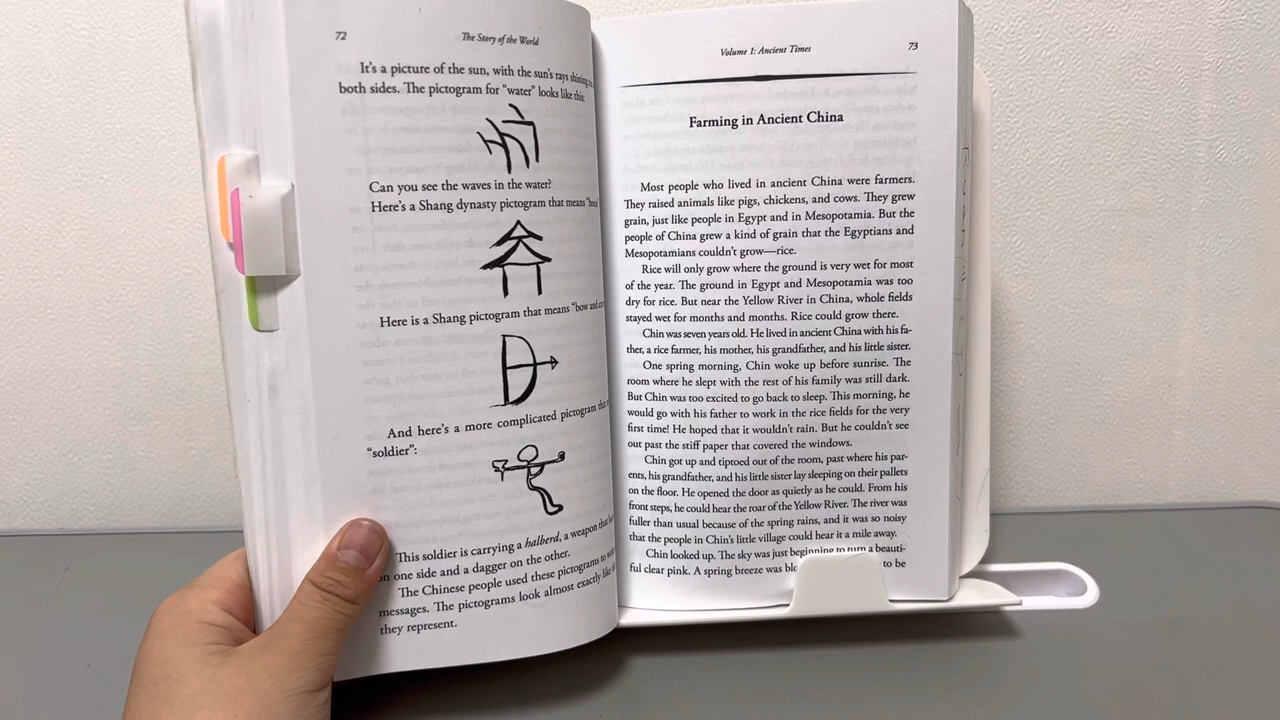 72
The Story of the World
It's a picture of the sun, with the sun's rays shining
both sides. The pictogram for "water" looks like this:
Can you see the waves in the water?
Here's a Shang dynasty pictogram that means
Here is a Shang pictogram that means "bow and
And here's a more complicated pictogram
"soldier":
This soldier is carrying a halberd, a weapon that
on one side and a dagger on the other.
The Chinese people used these pictograms to
messages. The pictograms look almost exactly like
they represent.
Volume 1: Ancient Times
73
Farming in Ancient China
Most people who lived in ancient China were farmers.
They raised animals like pigs, chickens, and cows. They grew
grain, just like people in Egypt and in Mesopotamia. But the
people of China grew a kind of grain that the Egyptians and
Mesopotamians couldn't grow—rice.
Rice will only grow where the ground is very wet for most
of the year. The ground in Egypt and Mesopotamia was too
dry for rice. But near the Yellow River in China, whole fields
stayed wet for months and months. Rice could grow there.
Chin was seven years old. He lived in ancient China with his fa-
ther, a rice farmer, his mother, his grandfather, and his little sister.
One spring morning, Chin woke up before sunrise. The
room where he slept with the rest of his family was still dark.
But Chin was too excited to go back to sleep. This morning, he
would go with his father to work in the rice fields for the very
first time! He hoped that it wouldn't rain. But he couldn't see
out past the stiff paper that covered the windows.
Chin got up and tiptoed out of the room, past where his par-
ents, his grandfather, and his little sister lay sleeping on their pallets
on the floor. He opened the door as quietly as he could. From his
front steps, he could hear the roar of the Yellow River. The river was
fuller than usual because of the spring rains, and it was so noisy
that the people in Chin's little village could hear it a mile away.
Chin looked up. The sky was just beginning to turn a beauti-
ful clear pink. A spring breeze was to be